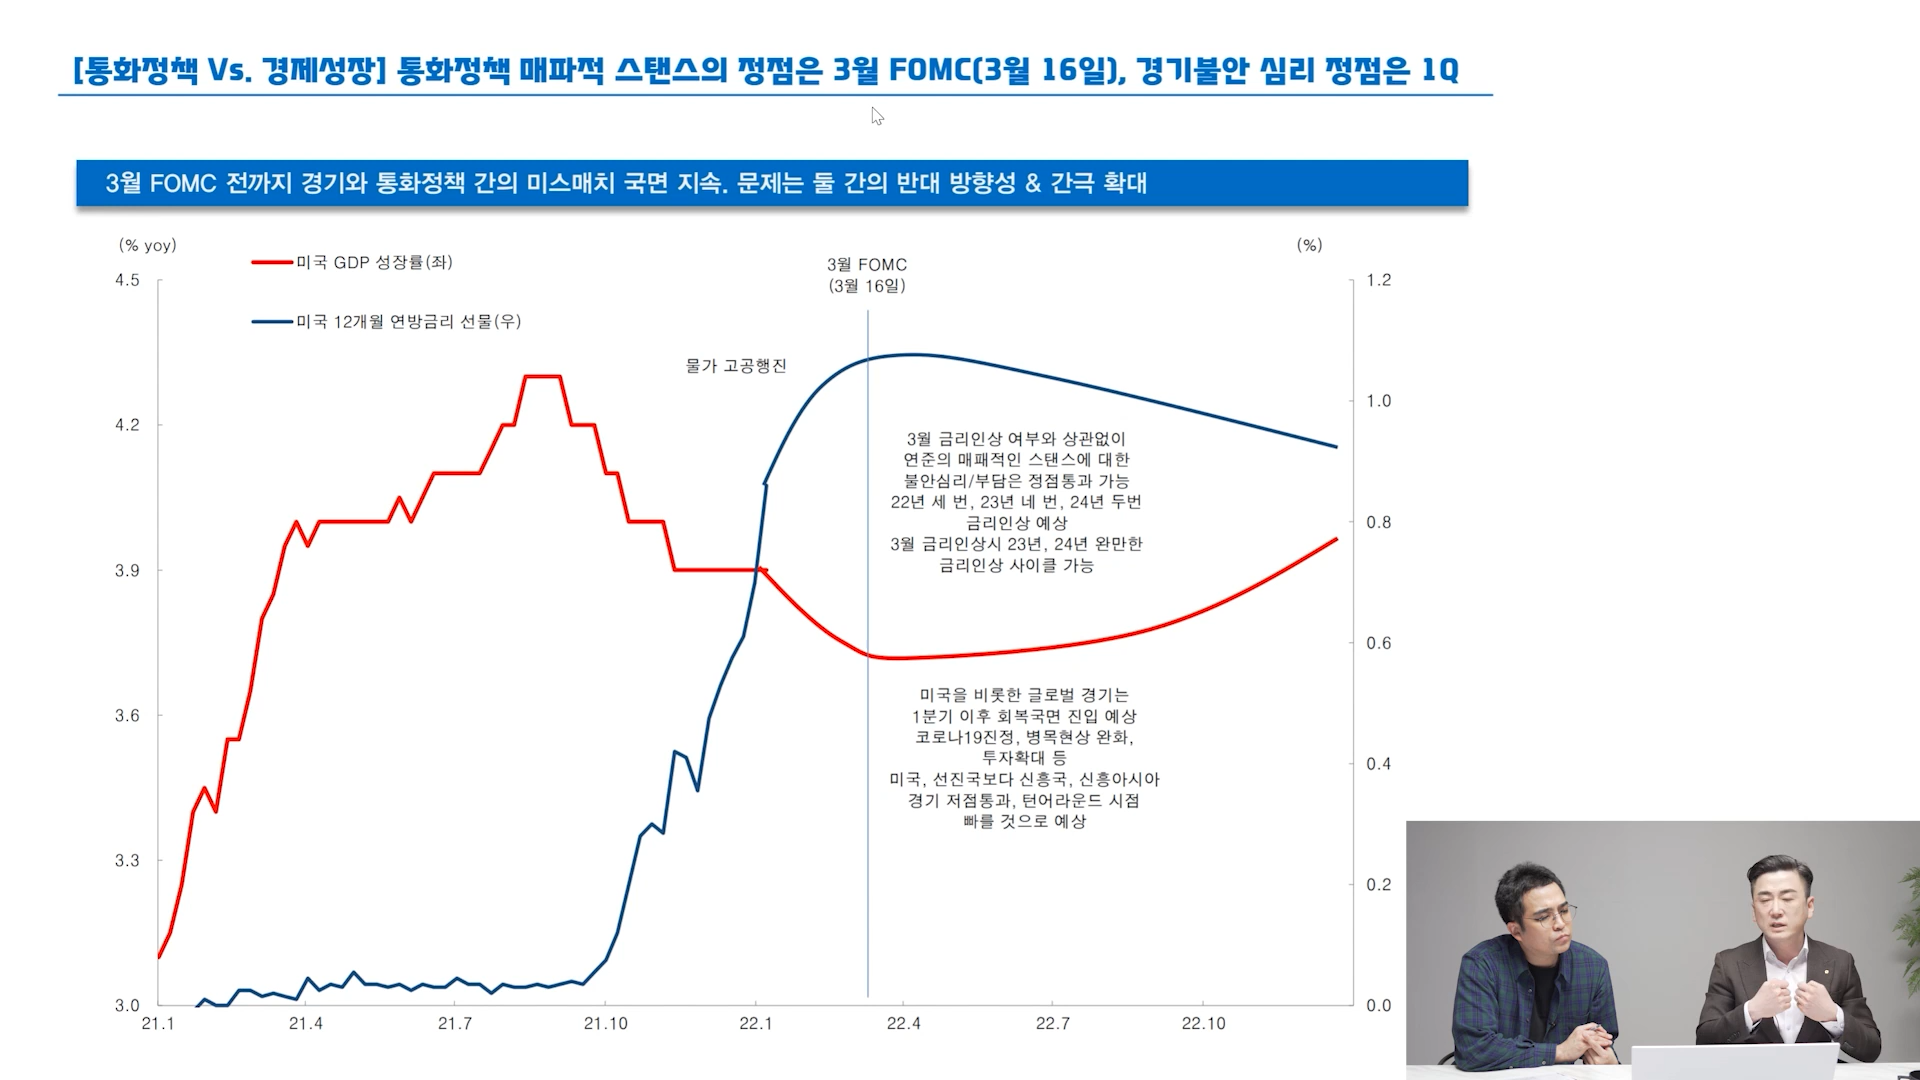 [통화정책 Vs. 경제성장] 통화정책 매파적 스탠스의 정점은 3월 FOMC(3월 16일), 경기불안 심리 정점은 1Q
3월 FOMC 전까지 경기와 통화정책 간의 미스매치 국면 지속. 문제는 둘 간의 반대 방향성 & 간극 확대
(% yoy)
(%)
미국 GDP 성장률(좌)
미국 12개월 연방금리 선물(우)
3월 FOMC
(3월 16일)
물가 고공행진
3월 금리인상 여부와 상관없이
연준의 매패적인 스탠스에 대한
불안심리/부담은 정점통과 가능
22년 세 번, 23년 네 번, 24년 두번
금리인상 예상
3월 금리인상시 23년, 24년 완만한
금리인상 사이클 가능
미국을 비롯한 글로벌 경기는
1분기 이후 회복국면 진입 예상
코로나19진정, 병목현상 완화,
투자확대 등
미국, 선진국보다 신흥국, 신흥아시아
경기 저점통과, 턴어라운드 시점
빠를 것으로 예상
4.5
4.2
3.9
3.6
3.3
3.0
1.2
1.0
0.8
0.6
0.4
0.2
0.0
21.1
21.4
21.7
21.10
22.1
22.4
22.7
22.10